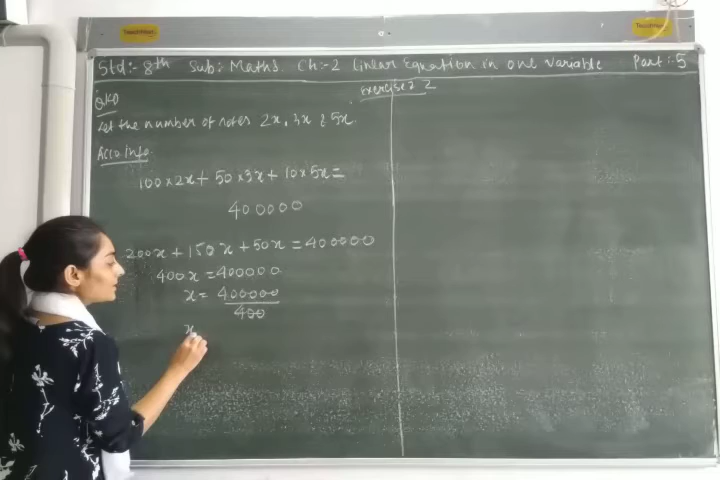 Std:- 8th Sub: Maths. Ch:-2 Linear Equation in one variable Part: 5
Exercise 2.2
Let the number of notes 2x, 3x & 5x.
Acco. Info.
100 x 2x + 50 x 3x + 10 x 5x =
400000
200x + 150x + 50x = 400000
400x = 400000
x = 400000
400
x